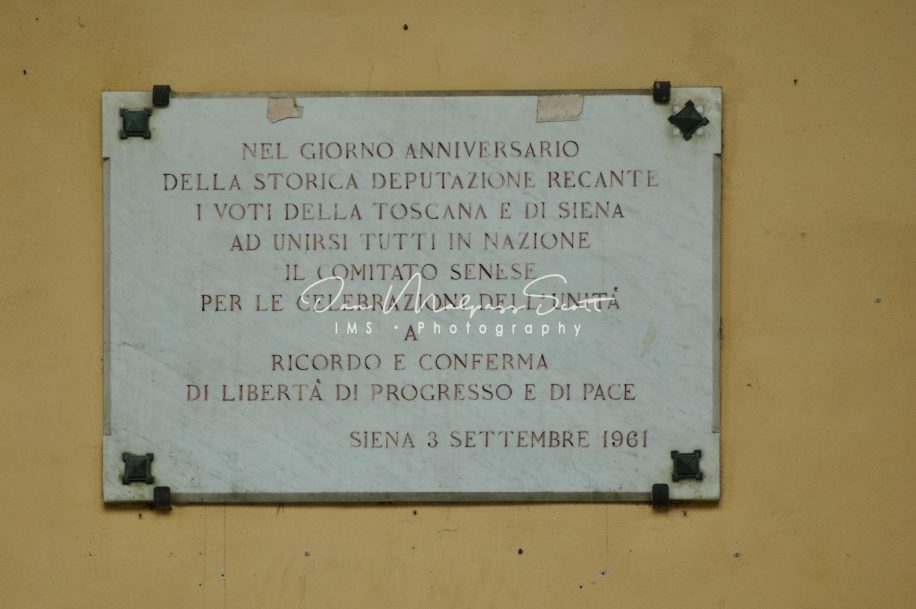 NEL GIORNO ANNIVERSARIO
DELLA STORICA DEPUTAZIONE RECANTE
I VOTI DELLA TOSCANA E DI SIENA
AD UNIRSI TUTTI IN NAZIONE
IL COMITATO SENESE
PER LE CELEBRAZIONI DELL'UNITÀ
A
RICORDO E CONFERMA
DI LIBERTÀ DI PROGRESSO E DI PACE
SIENA 3 SETTEMBRE 1961
Malpass Scott
IMS • Photography